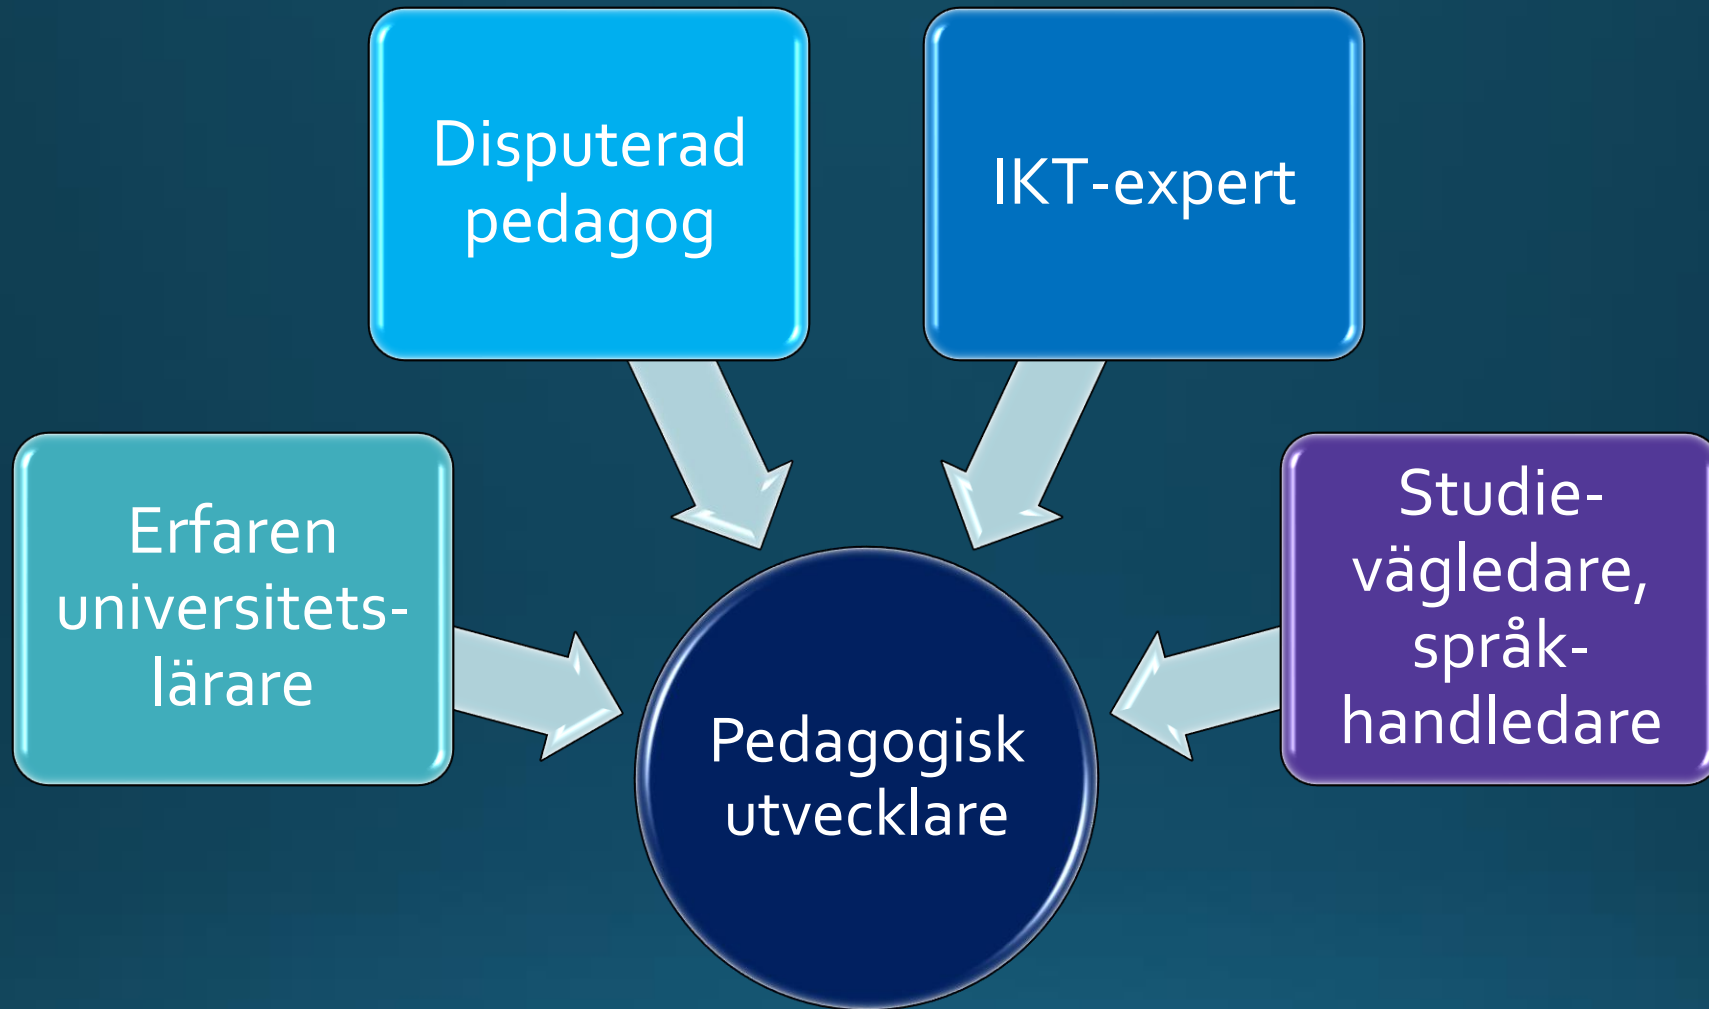 Disputerad
pedagog
IKT-expert
Erfaren
universitets-
lärare
Studie-
vägledare,
språk-
handledare
Pedagogisk
utvecklare